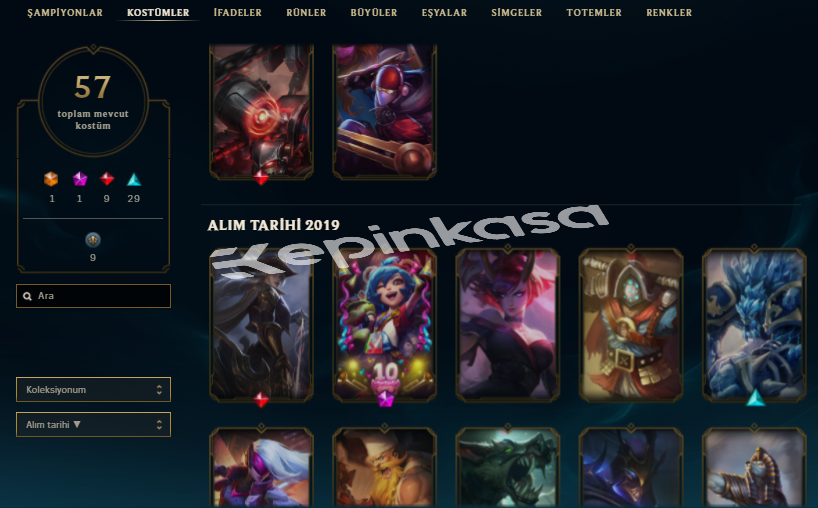 ŞAMPİYONLAR KOSTÜMLER İFADELER RÜNLER BÜYÜLER EŞYALAR SİMGELER TOTEMLER RENKLER
57
toplam mevcut
kostüm
1 1 9 29
9
Ara
Koleksiyonum
Alım tarihi ▼
ALIM TARİHİ 2019
epinkasa
10